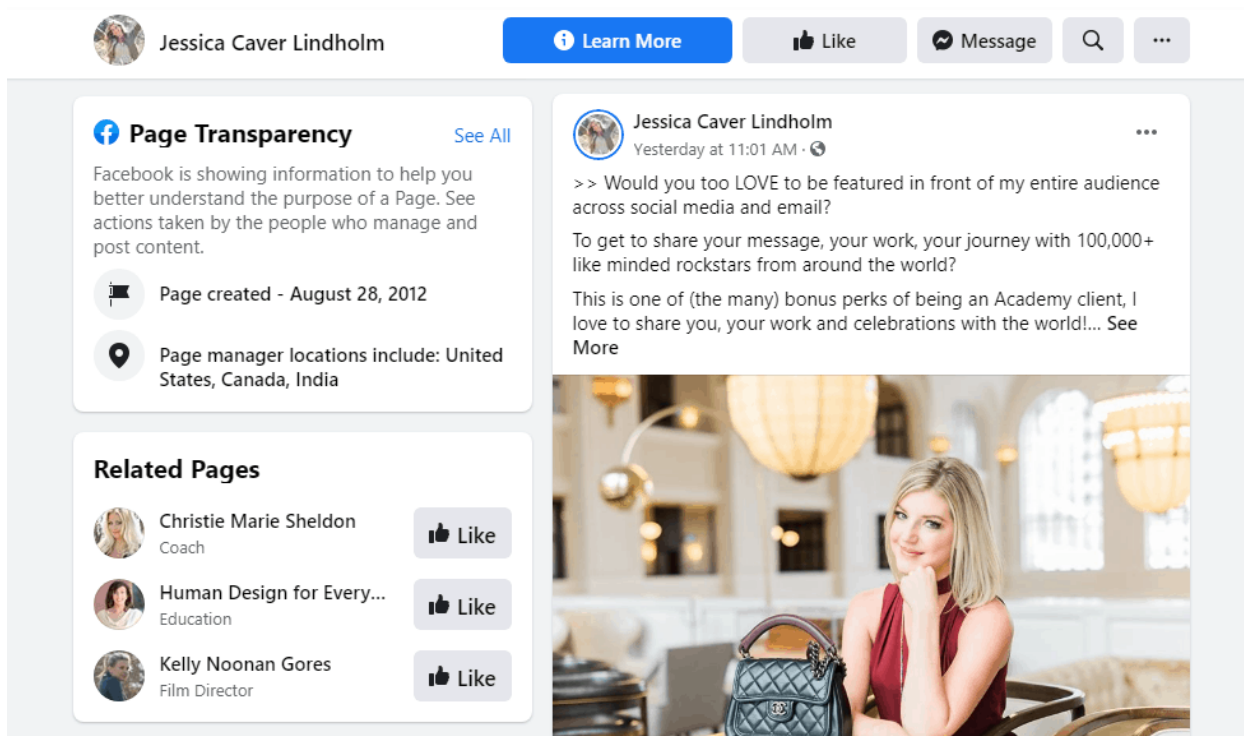 Jessica Caver Lindholm
Learn More
Like
Message
Page Transparency
See All
Facebook is showing information to help you
better understand the purpose of a Page. See
actions taken by the people who manage and
post content.
Page created - August 28, 2012
Page manager locations include: United
States, Canada, India
Related Pages
Christie Marie Sheldon
Coach
Like
Human Design for Every...
Education
Like
Kelly Noonan Gores
Film Director
Like
Jessica Caver Lindholm
Yesterday at 11:01 AM ·
>> Would you too LOVE to be featured in front of my entire audience
across social media and email?
To get to share your message, your work, your journey with 100,000+
like minded rockstars from around the world?
This is one of (the many) bonus perks of being an Academy client, I
love to share you, your work and celebrations with the world!... See
More